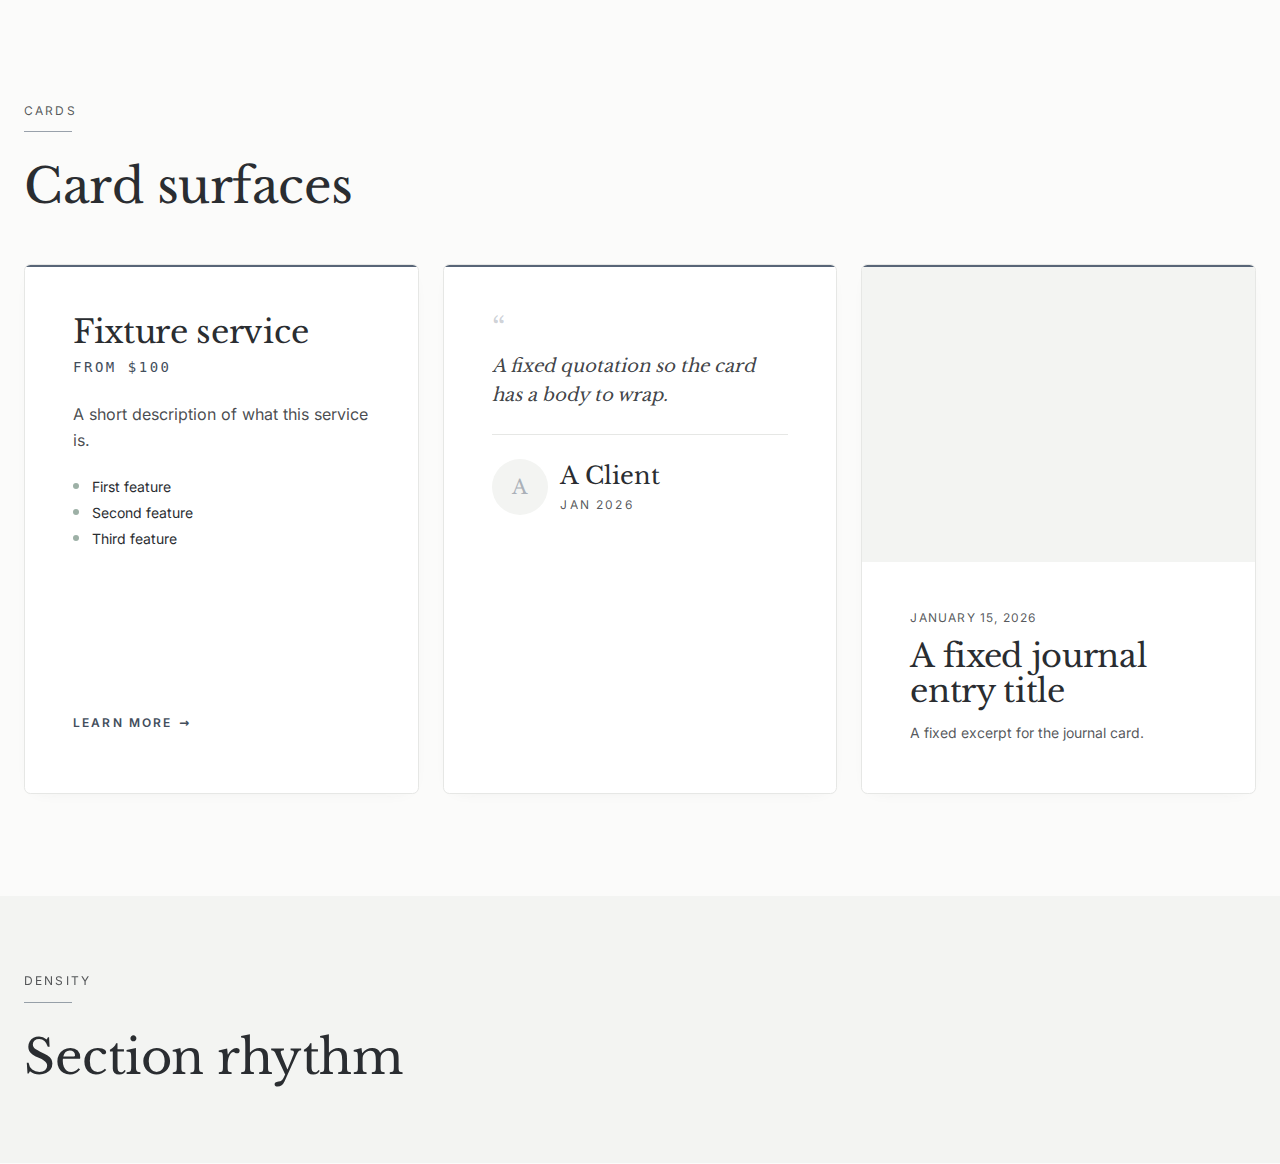 CARDS
Card surfaces
Fixture service
FROM $100
A short description of what this service
is.
First feature
Second feature
Third feature
LEARN MORE →
“
A fixed quotation so the card
has a body to wrap.
A
A Client
JAN 2026
JANUARY 15, 2026
A fixed journal
entry title
A fixed excerpt for the journal card.
DENSITY
Section rhythm